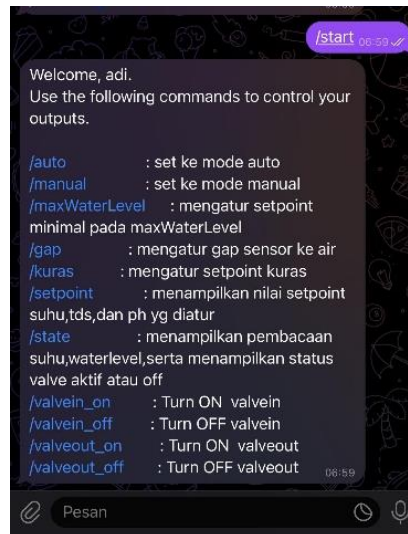 /start 06:59
Welcome, adi.
Use the following commands to control your
outputs.
/auto : set ke mode auto
/manual : set ke mode manual
/maxWaterLevel : mengatur setpoint
minimal pada maxWaterLevel
/gap : mengatur gap sensor ke air
/kuras : mengatur setpoint kuras
/setpoint : menampilkan nilai setpoint
suhu,tds,dan ph yg diatur
/state : menampilkan pembacaan
suhu,waterlevel,serta menampilkan status
valve aktif atau off
/valvein_on : Turn ON valvein
/valvein_off : Turn OFF valvein
/valveout_on : Turn ON valveout
/valveout_off : Turn OFF valveout
06:59
Pesan